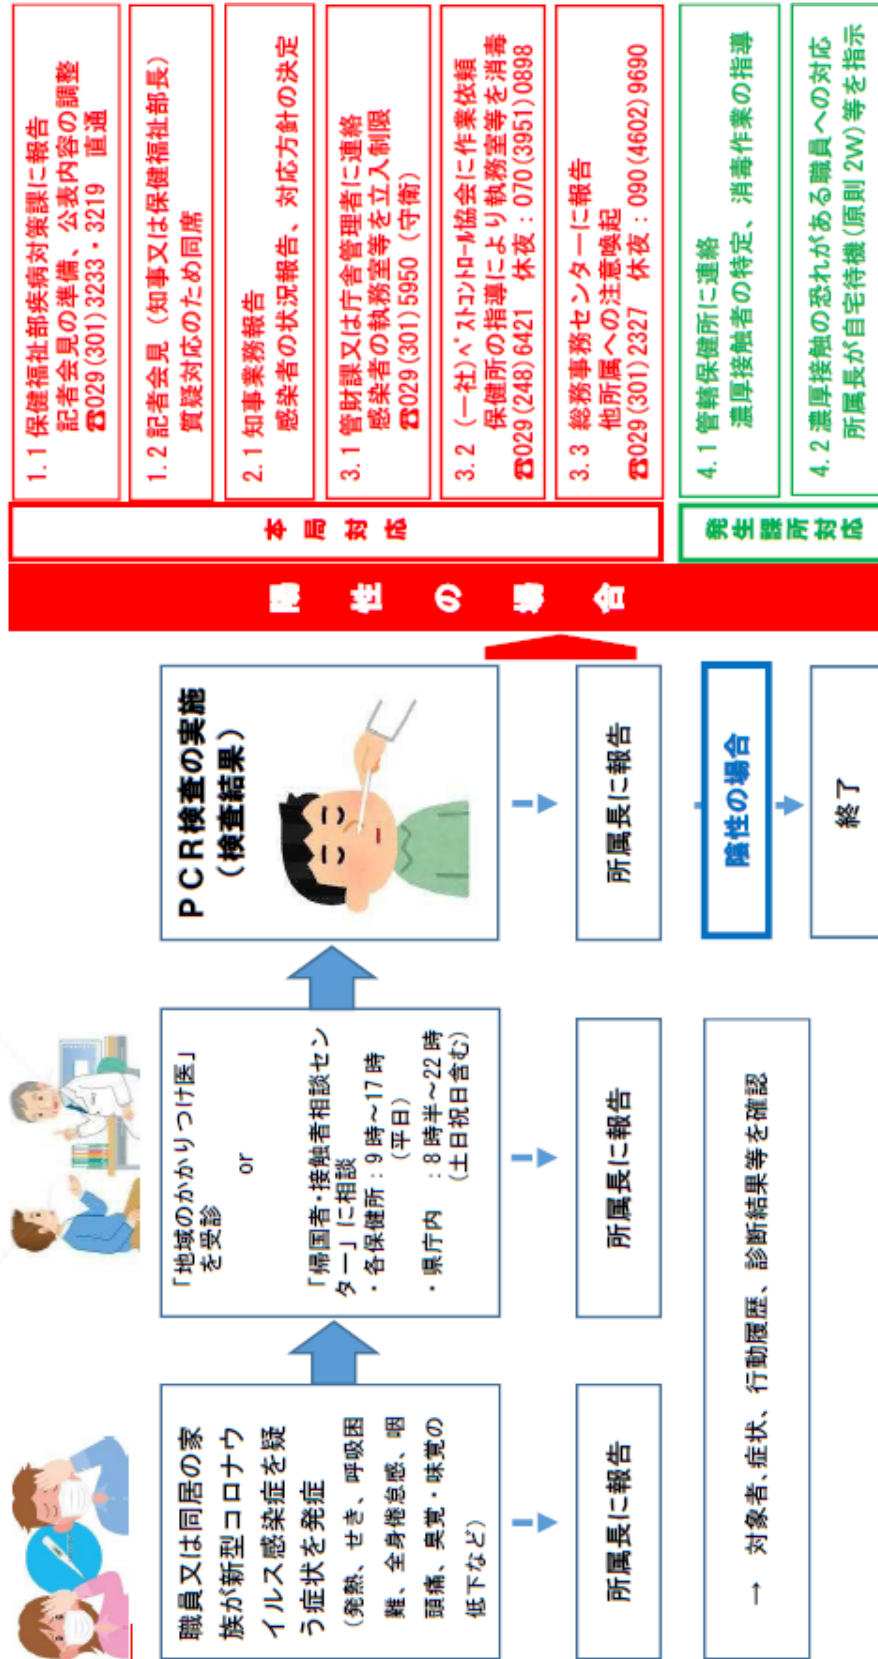 職員又は同居の家
族が新型コロナウ
イルス感染症を疑
う症状を発症
(発熱、せき、呼吸困
難、全身倦怠感、咽
頭痛、臭覚・味覚の
低下など)
所属長に報告
「地域のかかりつけ医」
を受診
or
「帰国者・接触者相談セン
ター」に相談
・各保健所：9時～17時
(平日)
・県庁内　：8時半～22時
(土日祝日含む)
所属長に報告
→　対象者、症状、行動履歴、診断結果等を確認
ＰＣＲ検査の実施
(検査結果)
所属長に報告
陰性の場合
終了
陽性の場合
本局対応
1.1 保健福祉部疾病対策課に報告
記者会見の準備、公表内容の調整
☎029(301)3233・3219　直通
1.2 記者会見（知事又は保健福祉部長）
質疑対応のため同席
2.1 知事業務報告
感染者の状況報告、対応方針の決定
3.1 管財課又は庁舎管理者に連絡
感染者の執務室等を立入制限
☎029(301)5950（守衛）
3.2 （一社)ﾍﾟｽﾄｺﾝﾄﾛｰﾙ協会に作業依頼
保健所の指導により執務室等を消毒
☎029(248)6421　休夜：070(3951)0898
3.3 総務事務センターに報告
他所属への注意喚起
☎029(301)2327　休夜：090(4602)9690
発生課所対応
4.1 管轄保健所に連絡
濃厚接触者の特定、消毒作業の指導
4.2 濃厚接触の恐れがある職員への対応
所属長が自宅待機(原則 2W)等を指示